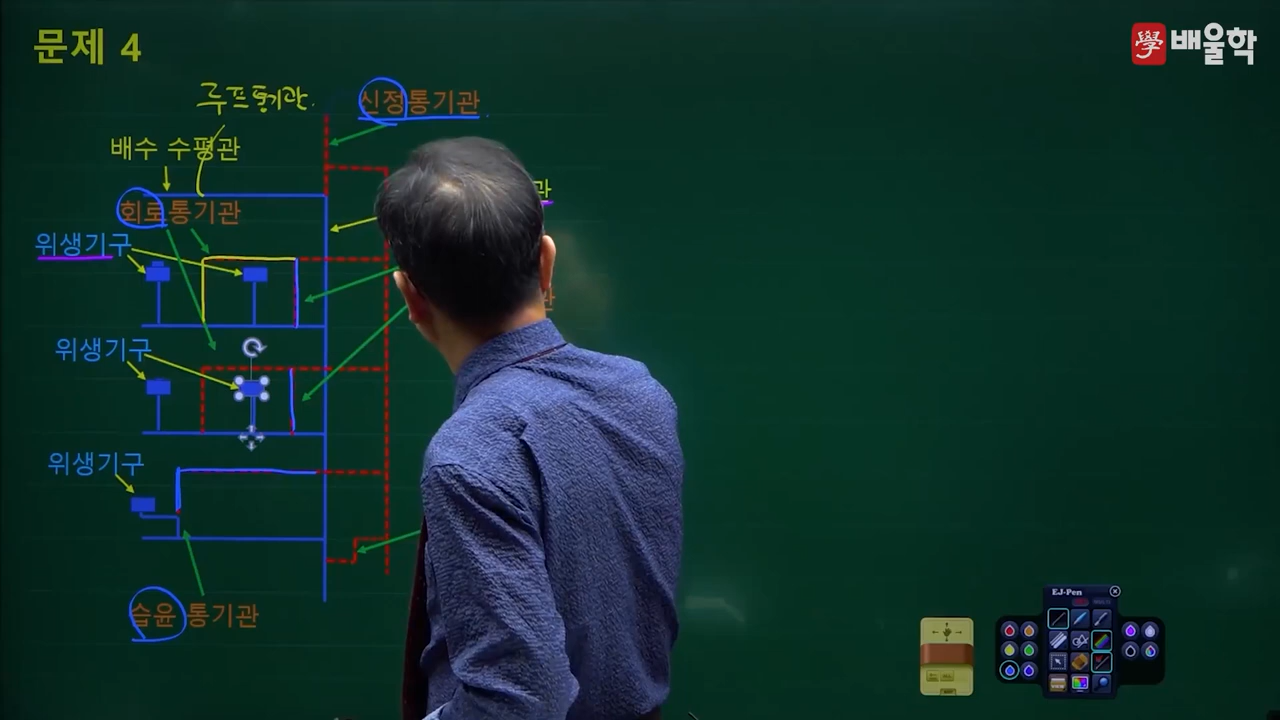 문제 4
學 배울학
루프통기관.
신정통기관
배수 수평관
관
회로통기관
위생기구
관
위생기구
위생기구
습윤 통기관
EJ-Pen